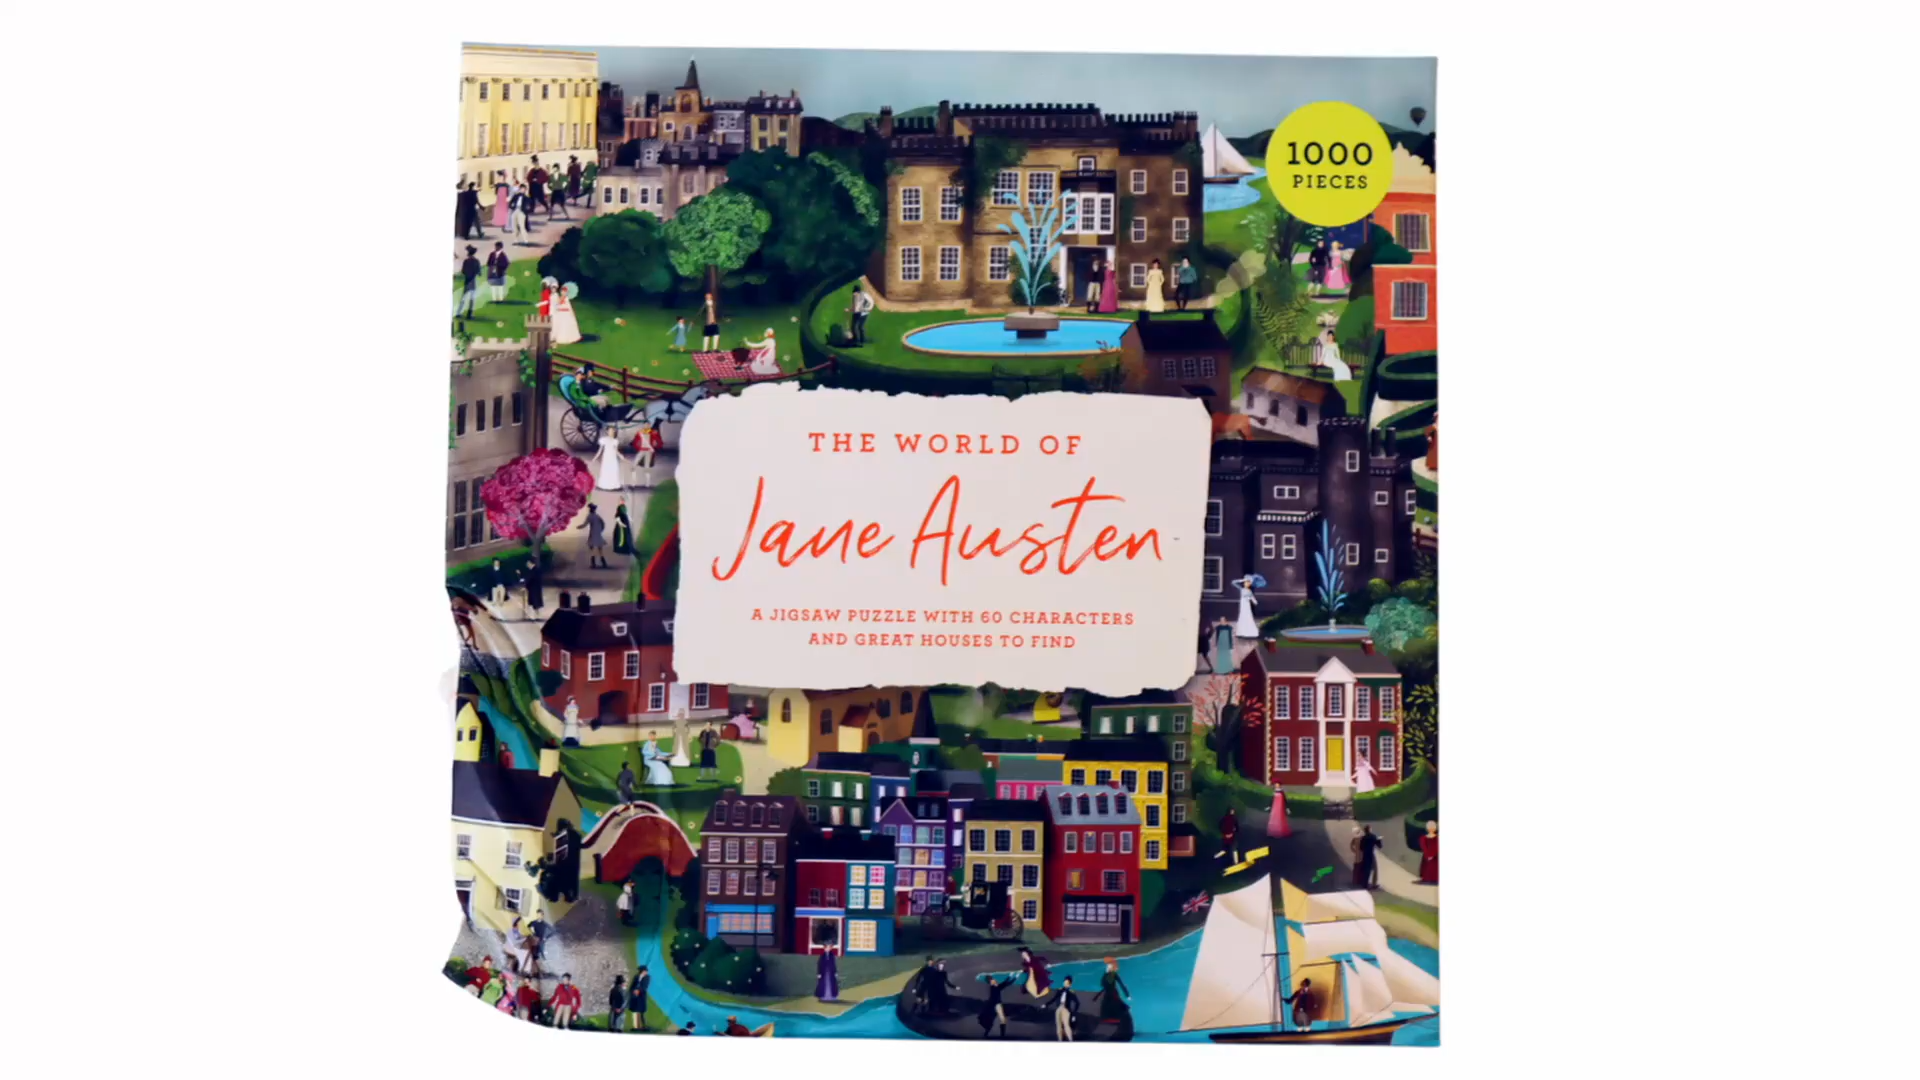 1000
PIECES
THE WORLD OF
Jane Austen
A JIGSAW PUZZLE WITH 60 CHARACTERS
AND GREAT HOUSES TO FIND